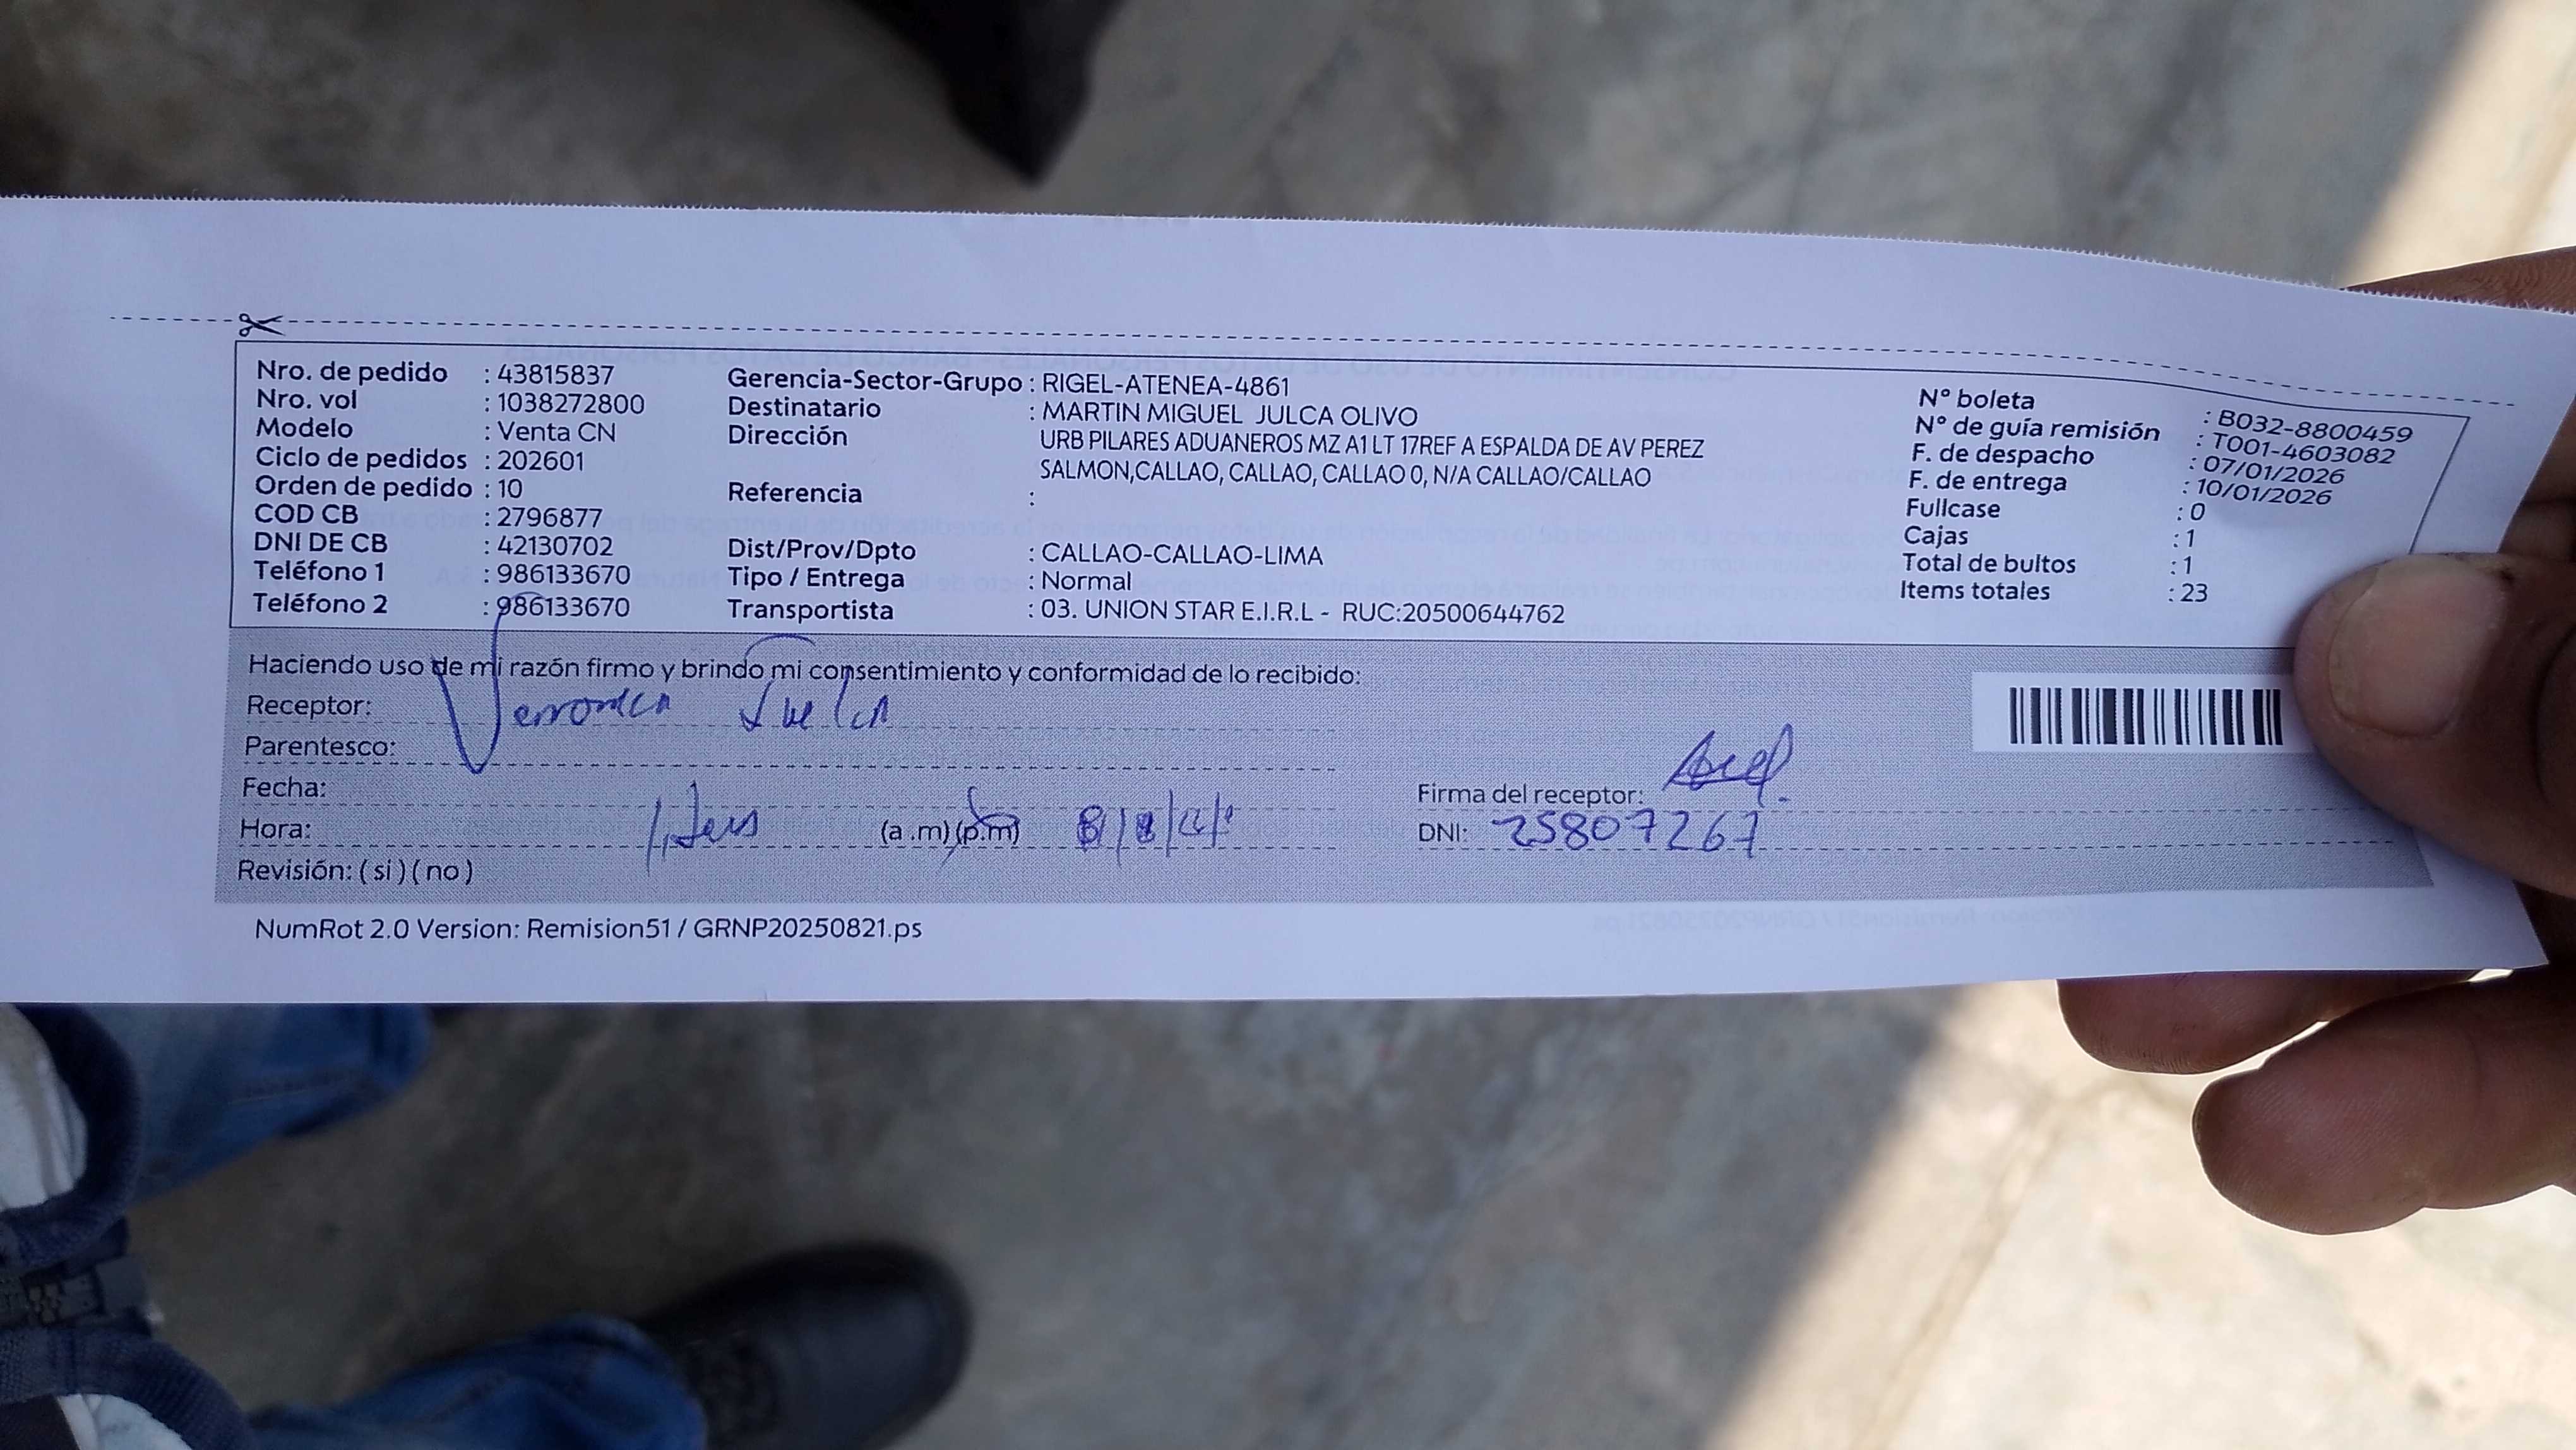 Nro. de pedido : 43815837
Nro. vol : 1038272800
Modelo : Venta CN
Ciclo de pedidos : 202601
Orden de pedido : 10
COD CB : 2796877
DNI DE CB : 42130702
Teléfono 1 : 986133670
Teléfono 2 : 986133670
Gerencia-Sector-Grupo : RIGEL-ATENEA-4861
Destinatario : MARTIN MIGUEL JULCA OLIVO
Dirección URB PILARES ADUANEROS MZ A1 LT 17REF A ESPALDA DE AV PEREZ
SALMON,CALLAO, CALLAO, CALLAO 0, N/A CALLAO/CALLAO
Referencia :
Dist/Prov/Dpto : CALLAO-CALLAO-LIMA
Tipo / Entrega : Normal
Transportista : 03. UNION STAR E.I.R.L - RUC:20500644762
N° boleta : B032-8800459
N° de guía remisión : T001-4603082
F. de despacho : 07/01/2026
F. de entrega : 10/01/2026
Fullcase : 0
Cajas : 1
Total de bultos : 1
Items totales : 23
Haciendo uso de mi razón firmo y brindo mi consentimiento y conformidad de lo recibido:
Receptor:
Parentesco:
Fecha:
Hora: (a .m) (p.m)
Revisión: ( si ) ( no )
Firma del receptor:
DNI: 25807267
NumRot 2.0 Version: Remision51 / GRNP20250821.ps